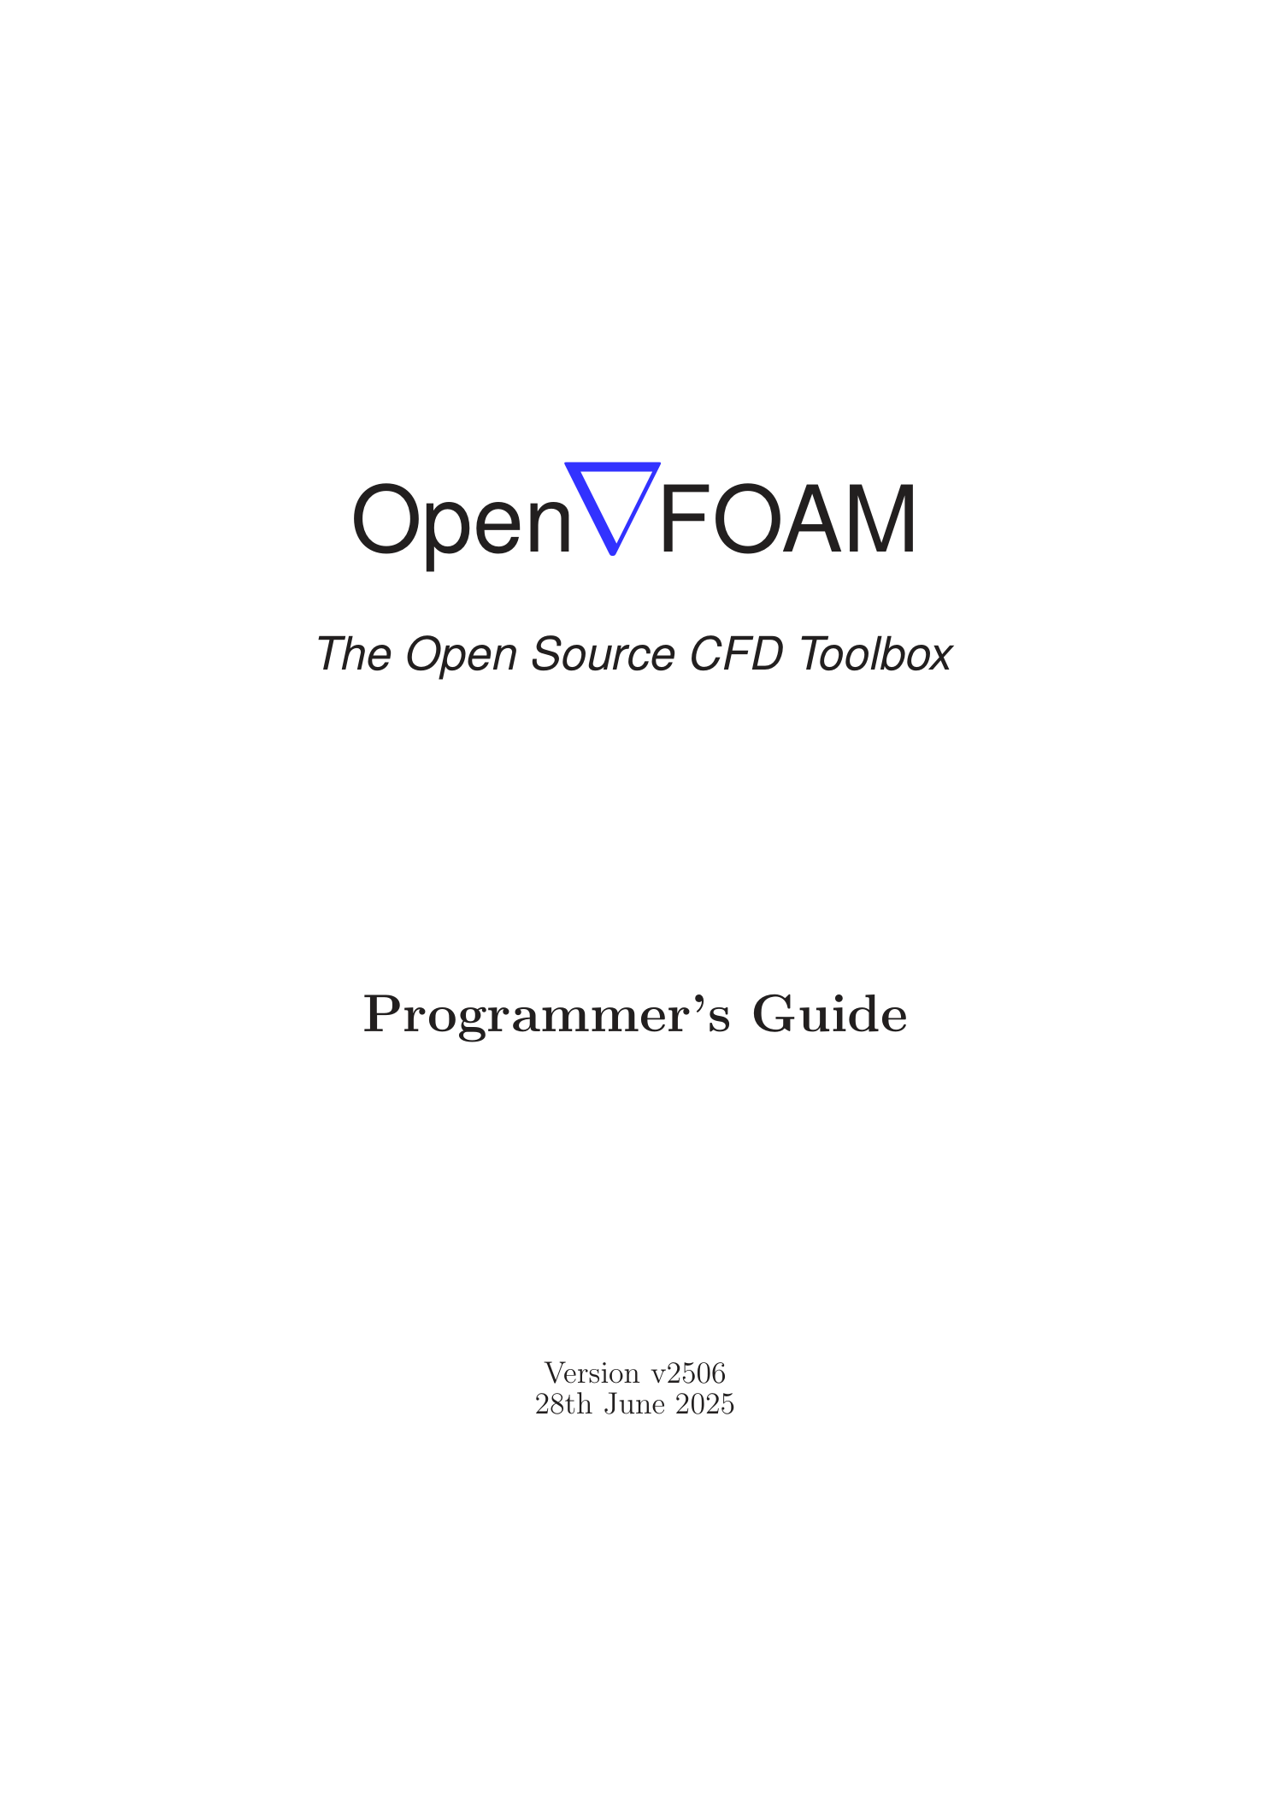 Open∇FOAM
The Open Source CFD Toolbox
Programmer's Guide
Version v2506
28th June 2025